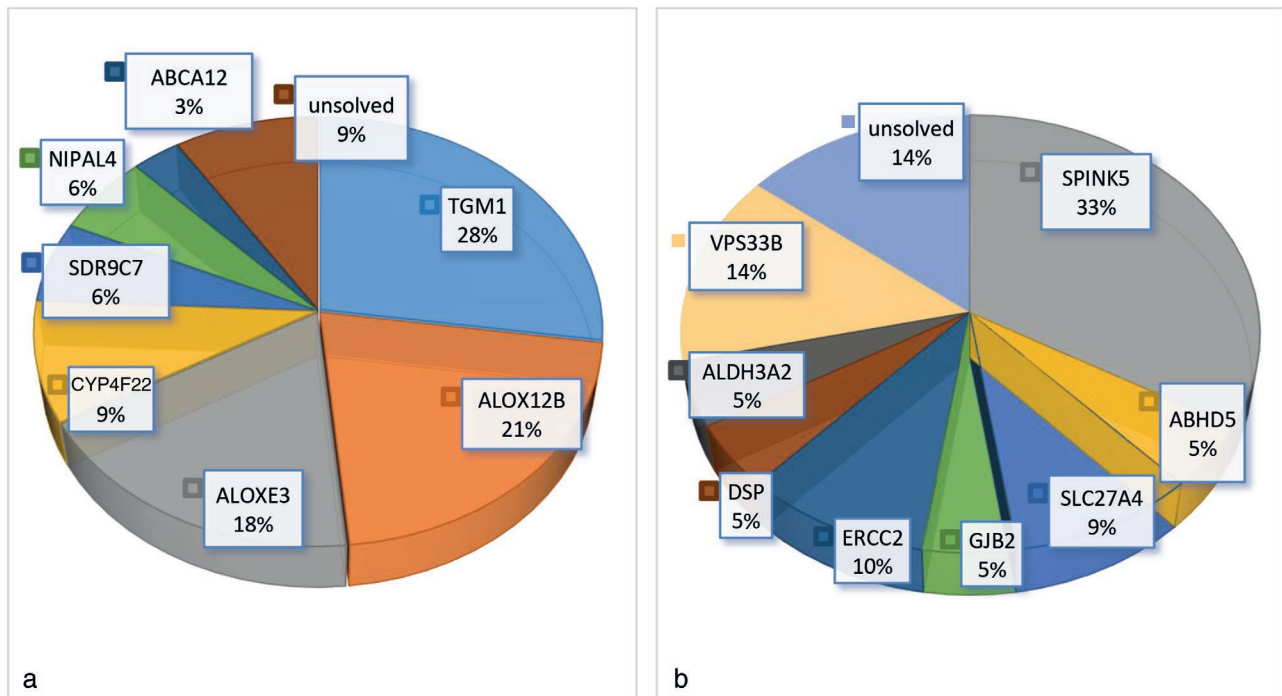 ABCA12
3%
unsolved
9%
NIPAL4
6%
TGM1
28%
SDR9C7
6%
CYP4F22
9%
ALOX12B
21%
ALOXE3
18%
a
unsolved
14%
SPINK5
33%
VPS33B
14%
ALDH3A2
5%
ABHD5
5%
DSP
5%
SLC27A4
9%
ERCC2
10%
GJB2
5%
b